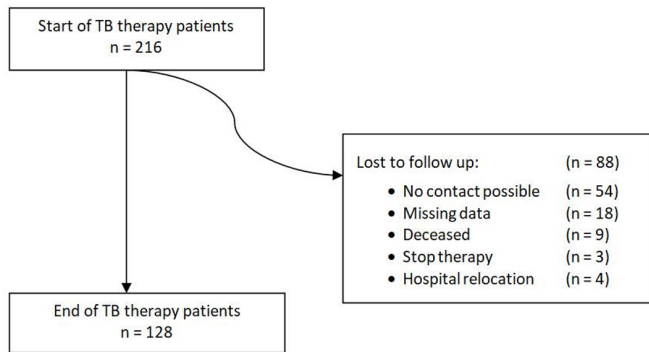 Start of TB therapy patients
n = 216
Lost to follow up: (n = 88)
• No contact possible (n = 54)
• Missing data (n = 18)
• Deceased (n = 9)
• Stop therapy (n = 3)
• Hospital relocation (n = 4)
End of TB therapy patients
n = 128